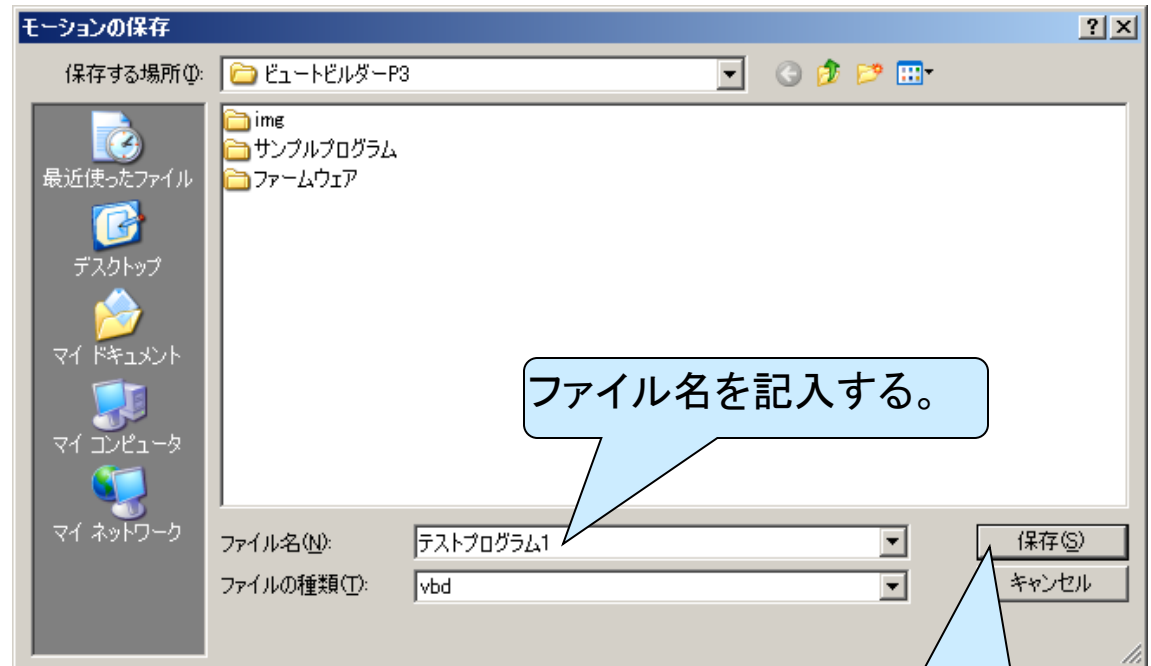 モーションの保存
保存する場所(I):
ビュートビルダーP3
img
サンプルプログラム
ファームウェア
最近使ったファイル
デスクトップ
マイ ドキュメント
マイ コンピュータ
マイ ネットワーク
ファイル名を記入する。
ファイル名(N):
テストプログラム1
保存(S)
ファイルの種類(T):
vbd
キャンセル